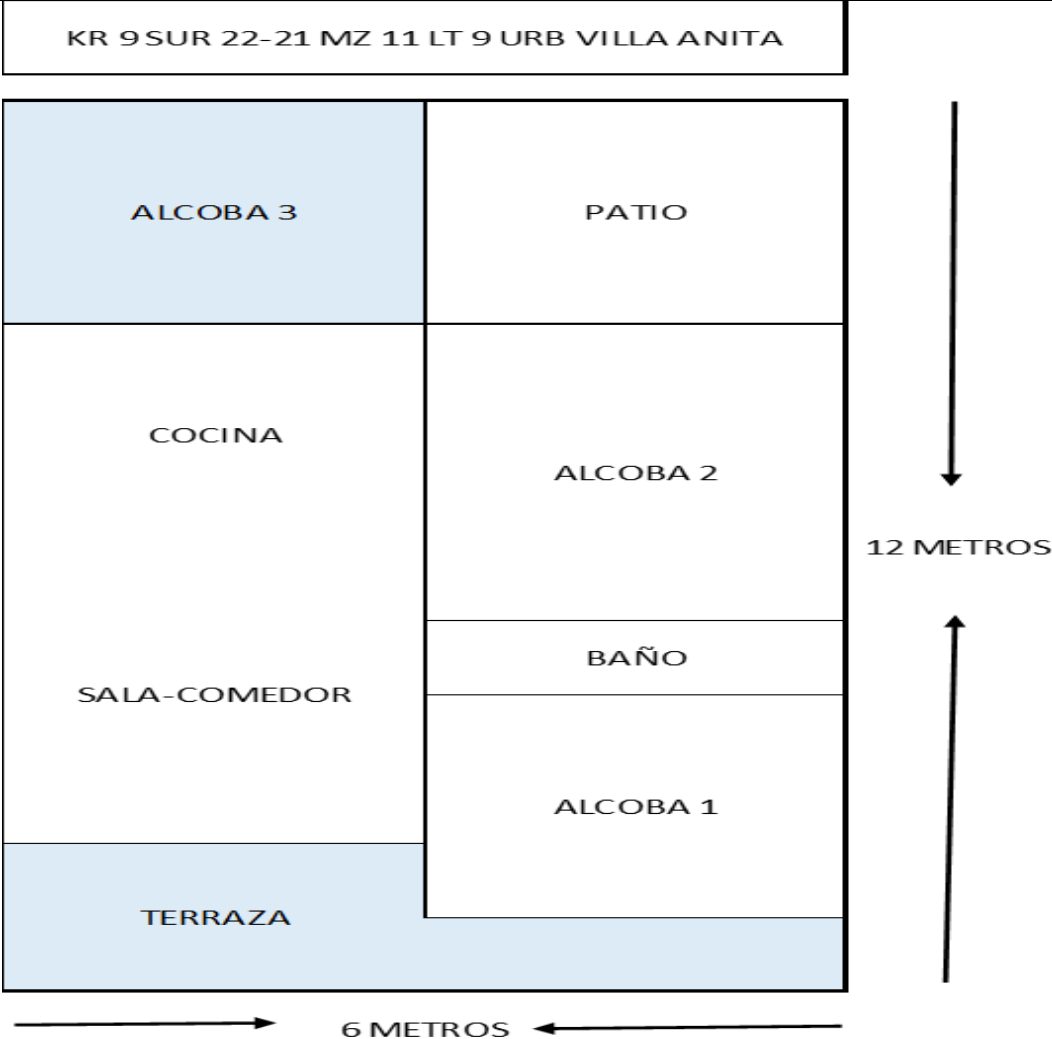 KR 9 SUR 22-21 MZ 11 LT 9 URB VILLA ANITA
ALCOBA 3
PATIO
COCINA
ALCOBA 2
12 METROS
BAÑO
SALA-COMEDOR
ALCOBA 1
TERRAZA
6 METROS